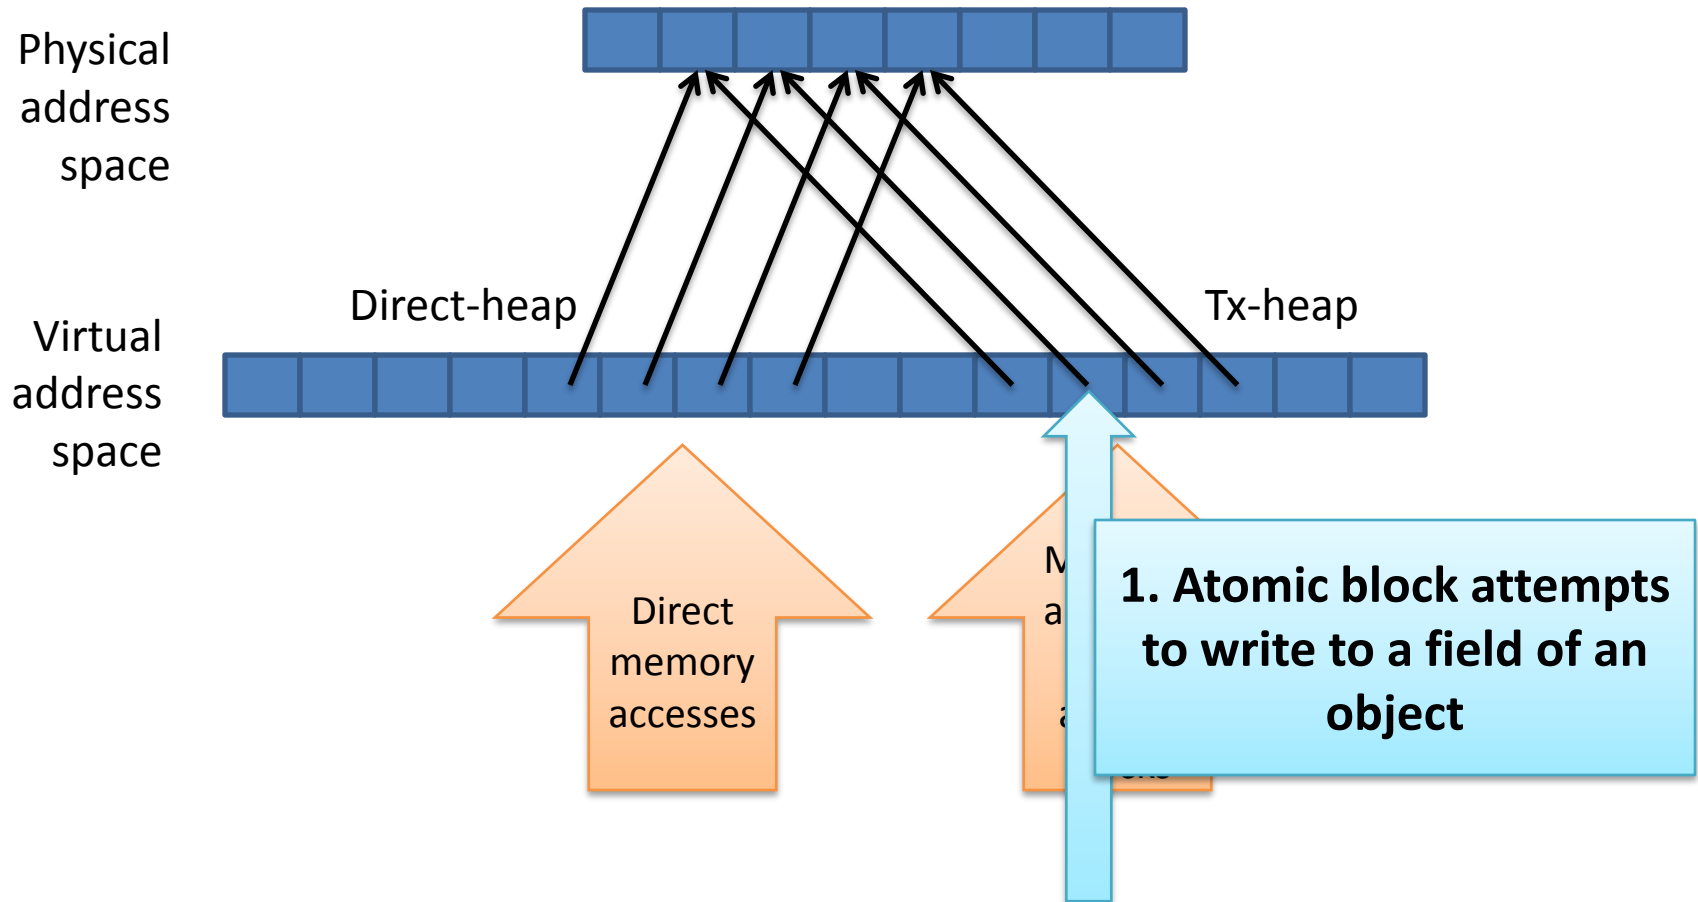 Physical
address
space
Direct-heap
Tx-heap
Virtual
address
space
Direct
memory
accesses
1. Atomic block attempts
to write to a field of an
object